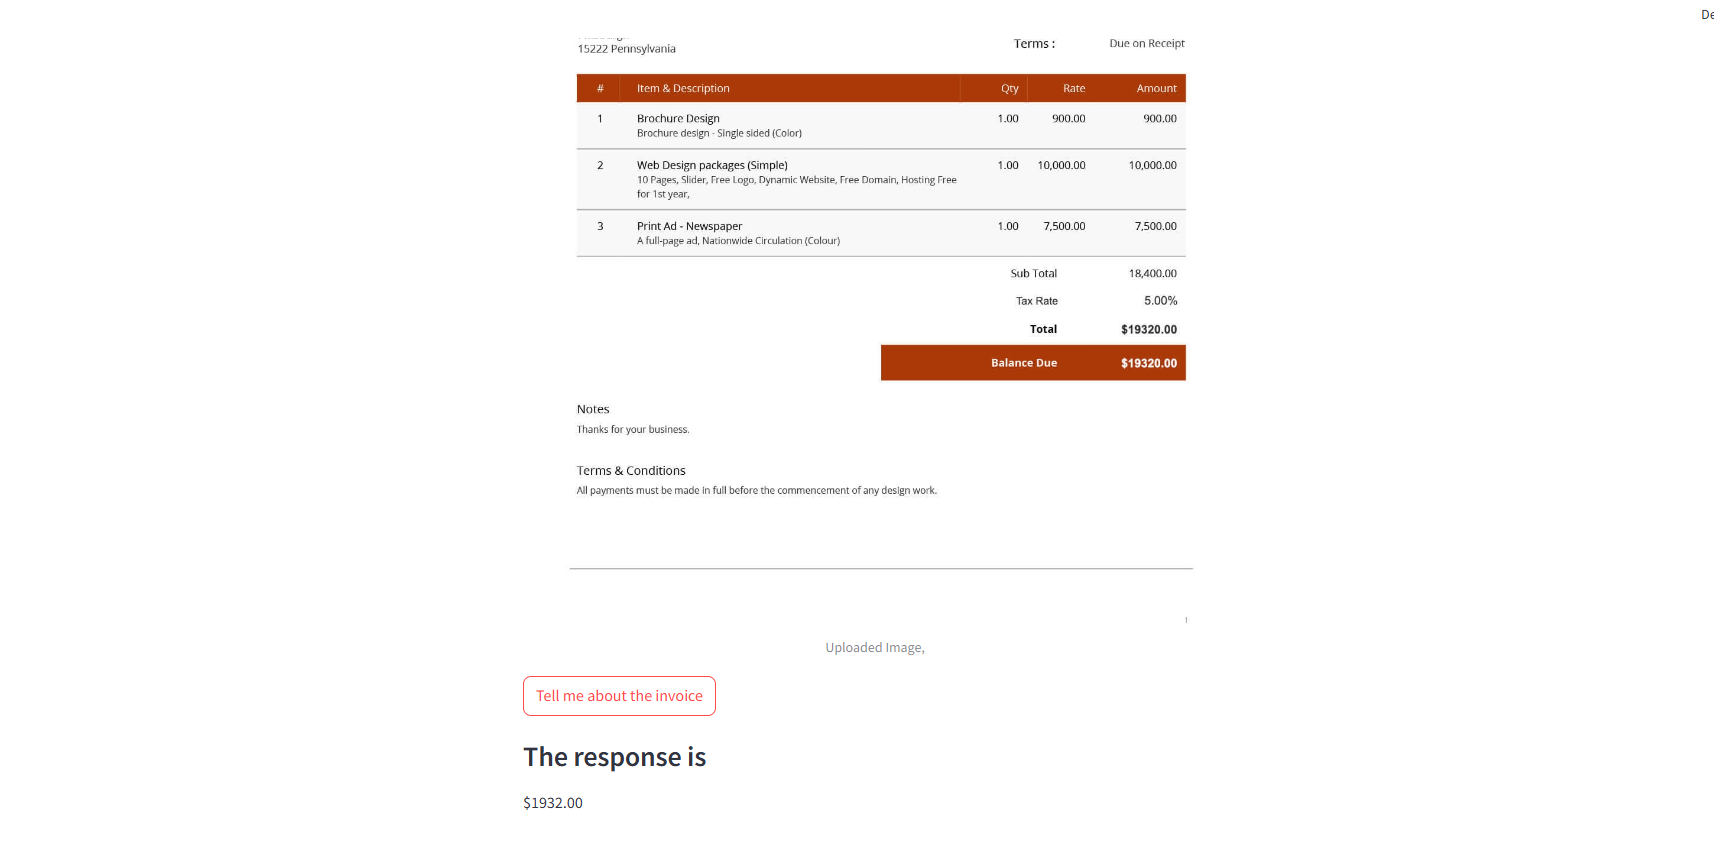 De
15222 Pennsylvania
Terms : Due on Receipt
# Item & Description Qty Rate Amount
1 Brochure Design 1.00 900.00 900.00
Brochure design - Single sided (Color)
2 Web Design packages (Simple) 1.00 10,000.00 10,000.00
10 Pages, Slider, Free Logo, Dynamic Website, Free Domain, Hosting Free
for 1st year,
3 Print Ad - Newspaper 1.00 7,500.00 7,500.00
A full-page ad, Nationwide Circulation (Colour)
Sub Total 18,400.00
Tax Rate 5.00%
Total $19320.00
Balance Due $19320.00
Notes
Thanks for your business.
Terms & Conditions
All payments must be made in full before the commencement of any design work.
1
Uploaded Image,
Tell me about the invoice
The response is
$1932.00